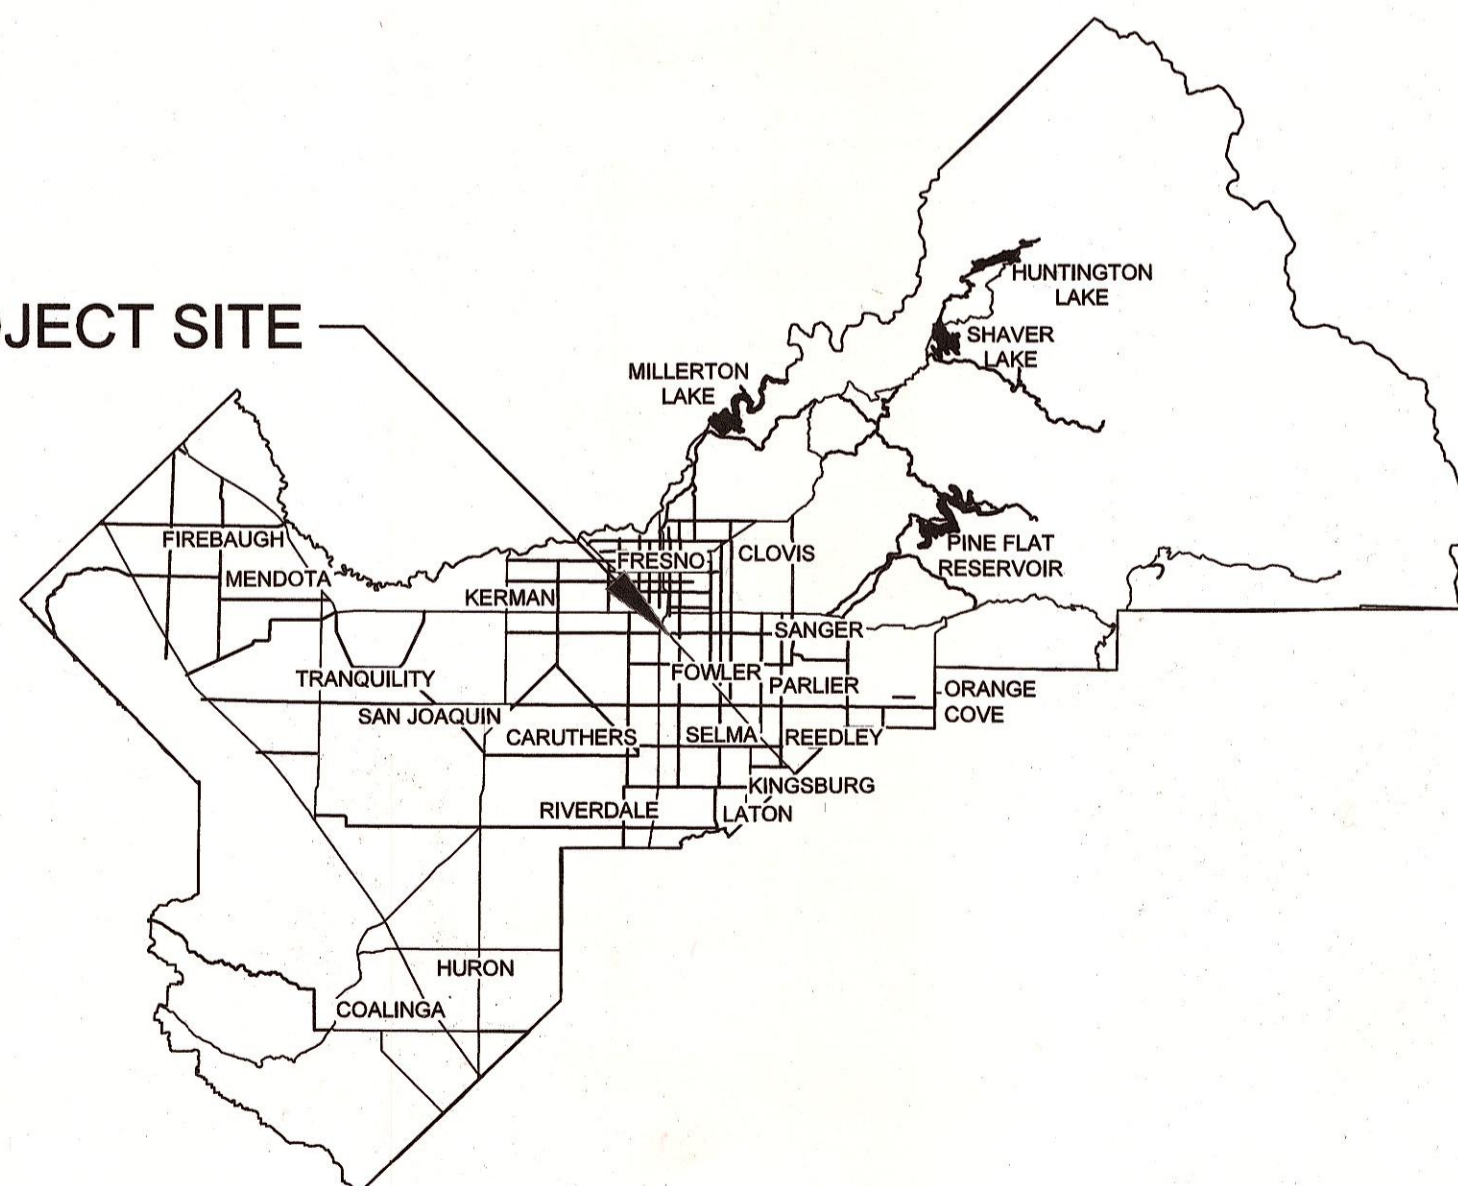 JECT SITE
HUNTINGTON
LAKE
SHAVER
LAKE
MILLERTON
LAKE
FIREBAUGH
MENDOTA
KERMAN
FRESNO
CLOVIS
PINE FLAT
RESERVOIR
SANGER
TRANQUILITY
FOWLER
PARLIER
ORANGE
COVE
SAN JOAQUIN
CARUTHERS
SELMA
REEDLEY
KINGSBURG
RIVERDALE
LATON
HURON
COALINGA